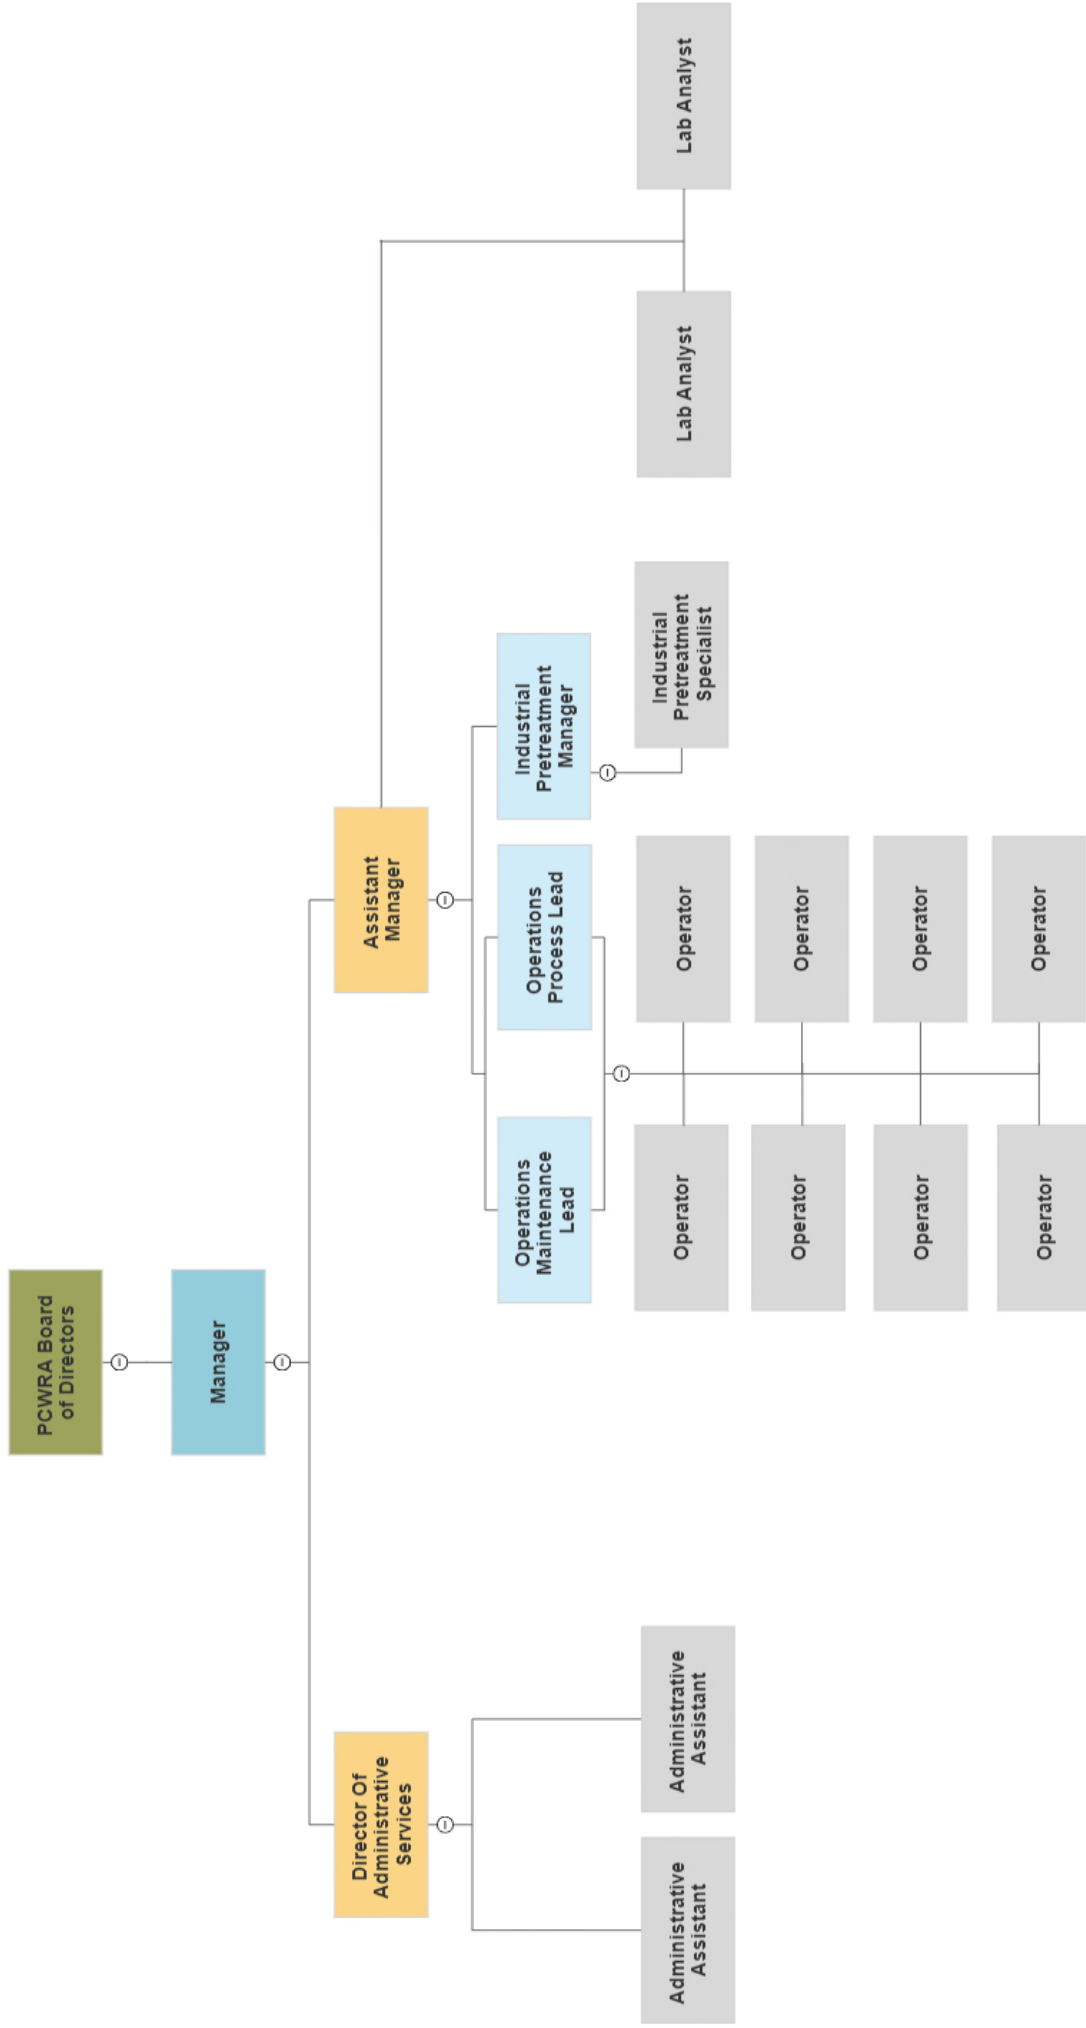 PCWRA Board
of Directors
Manager
Director Of
Administrative
Services
Assistant
Manager
Operations
Maintenance
Lead
Operations
Process Lead
Industrial
Pretreatment
Manager
Administrative
Assistant
Administrative
Assistant
Operator
Operator
Industrial
Pretreatment
Specialist
Lab Analyst
Lab Analyst
Operator
Operator
Operator
Operator
Operator
Operator